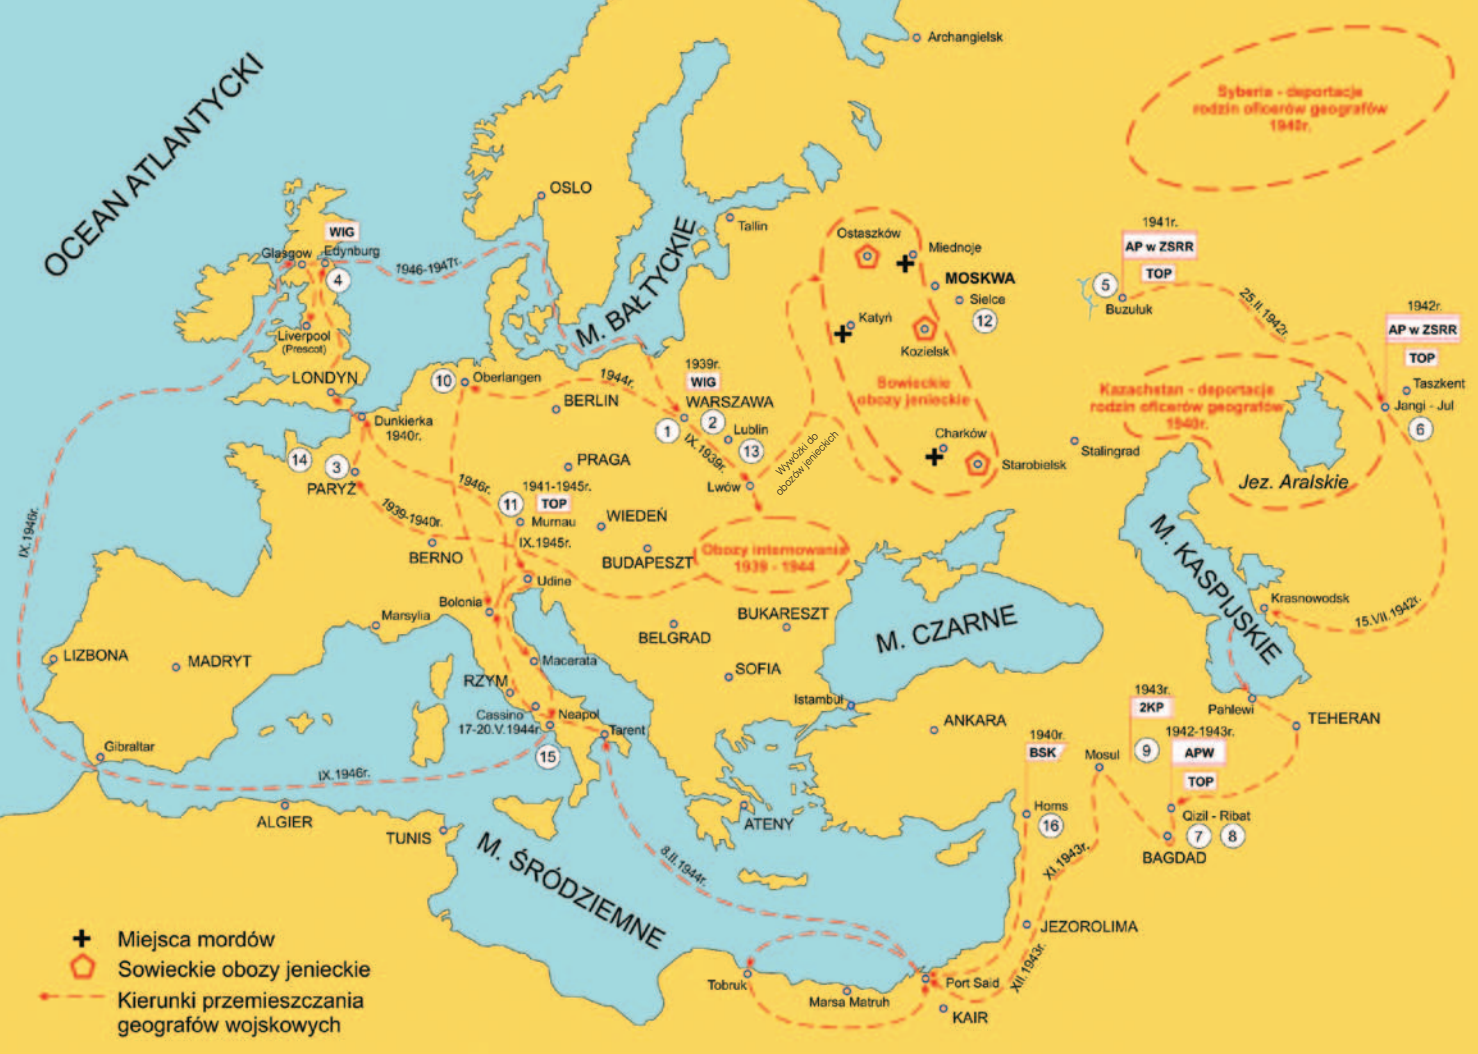 OCEAN ATLANTYCKI
Archangielsk
Syberia - deportacje
rodzin oficerów geografów
1940r.
OSLO
Tallin
WIG
Glasgow
Edynburg
4
1946-1947r.
M. BAŁTYCKIE
Ostaszków
Miednoje
MOSKWA
Sielce
12
Katyń
Kozielsk
Sowieckie
obozy jenieckie
Charków
Starobielsk
1941r.
AP w ZSRR
TOP
5
Buzuluk
25.II.1942r.
1942r.
AP w ZSRR
TOP
Taszkent
Jangi - Jul
6
Kazachstan - deportacje
rodzin oficerów geografów
1940r.
Stalingrad
Jez. Aralskie
Liverpool
(Prescot)
LONDYN
10
Oberlangen
1944r.
BERLIN
1939r.
WIG
WARSZAWA
1
2
Lublin
13
IX.1939r.
Lwów
Wywózki do
obozów jenieckich
Dunkierka
1940r.
14
3
PARYŻ
PRAGA
1946r.
1941-1945r.
11
TOP
Murnau
1939-1940r.
IX.1945r.
WIEDEŃ
BERNO
BUDAPESZT
Obozy internowania
1939 - 1944
IX.1946r.
Udine
Bolonia
Marsylia
BELGRAD
BUKARESZT
M. CZARNE
M. KASPIJSKIE
Krasnowodsk
15.VII.1942r.
LIZBONA
MADRYT
Macerata
RZYM
SOFIA
Istambuł
ANKARA
Pahlewi
TEHERAN
Cassino
17-20.V.1944r.
Neapol
Tarent
15
Gibraltar
IX.1946r.
1940r.
BSK
Mosul
1943r.
2KP
9
1942-1943r.
APW
TOP
Homs
16
Qizil - Ribat
7
8
BAGDAD
ALGIER
TUNIS
ATENY
M. ŚRÓDZIEMNE
8.II.1944r.
XI.1943r.
JEZOROLIMA
XII.1943r.
Tobruk
Marsa Matruh
Port Said
KAIR
Miejsca mordów
Sowieckie obozy jenieckie
Kierunki przemieszczania
geografów wojskowych